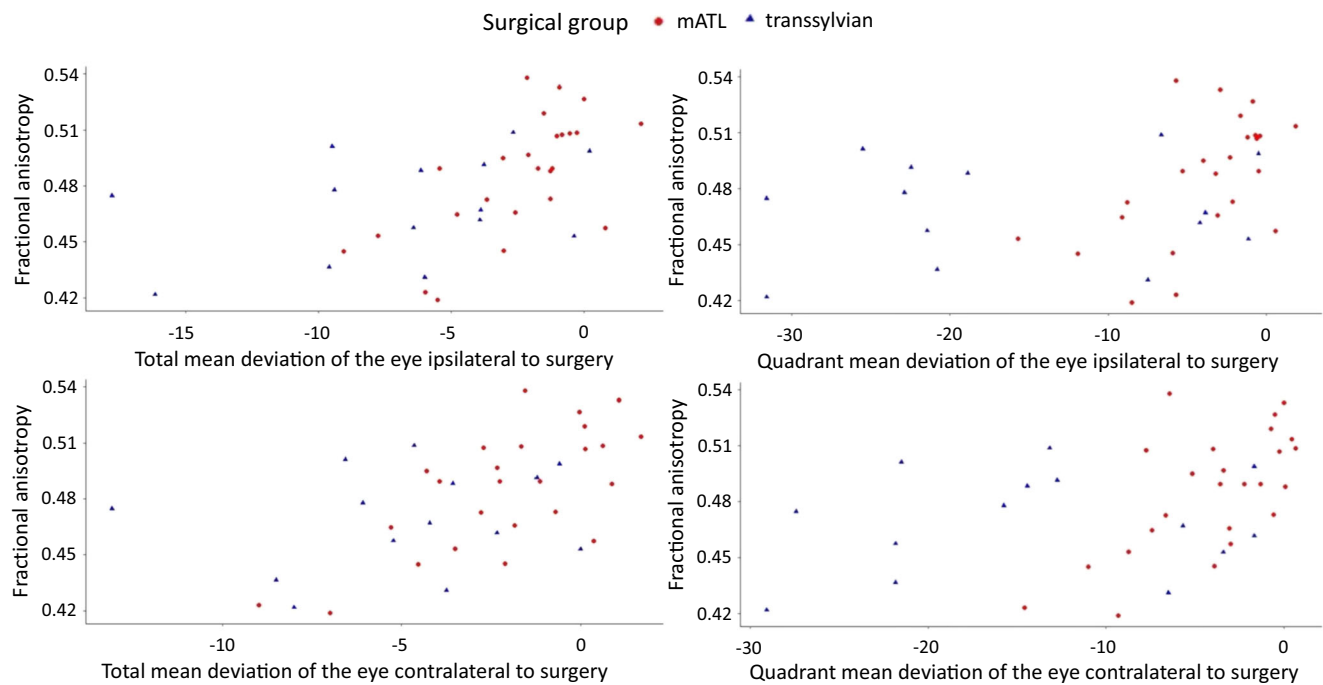 Surgical group mATL transsylvian
Fractional anisotropy
0.54
0.51
0.48
0.45
0.42
-15 -10 -5 0
Total mean deviation of the eye ipsilateral to surgery
Fractional anisotropy
0.54
0.51
0.48
0.45
0.42
-30 -20 -10 0
Quadrant mean deviation of the eye ipsilateral to surgery
Fractional anisotropy
0.54
0.51
0.48
0.45
0.42
-10 -5 0
Total mean deviation of the eye contralateral to surgery
Fractional anisotropy
0.54
0.51
0.48
0.45
0.42
-30 -20 -10 0
Quadrant mean deviation of the eye contralateral to surgery